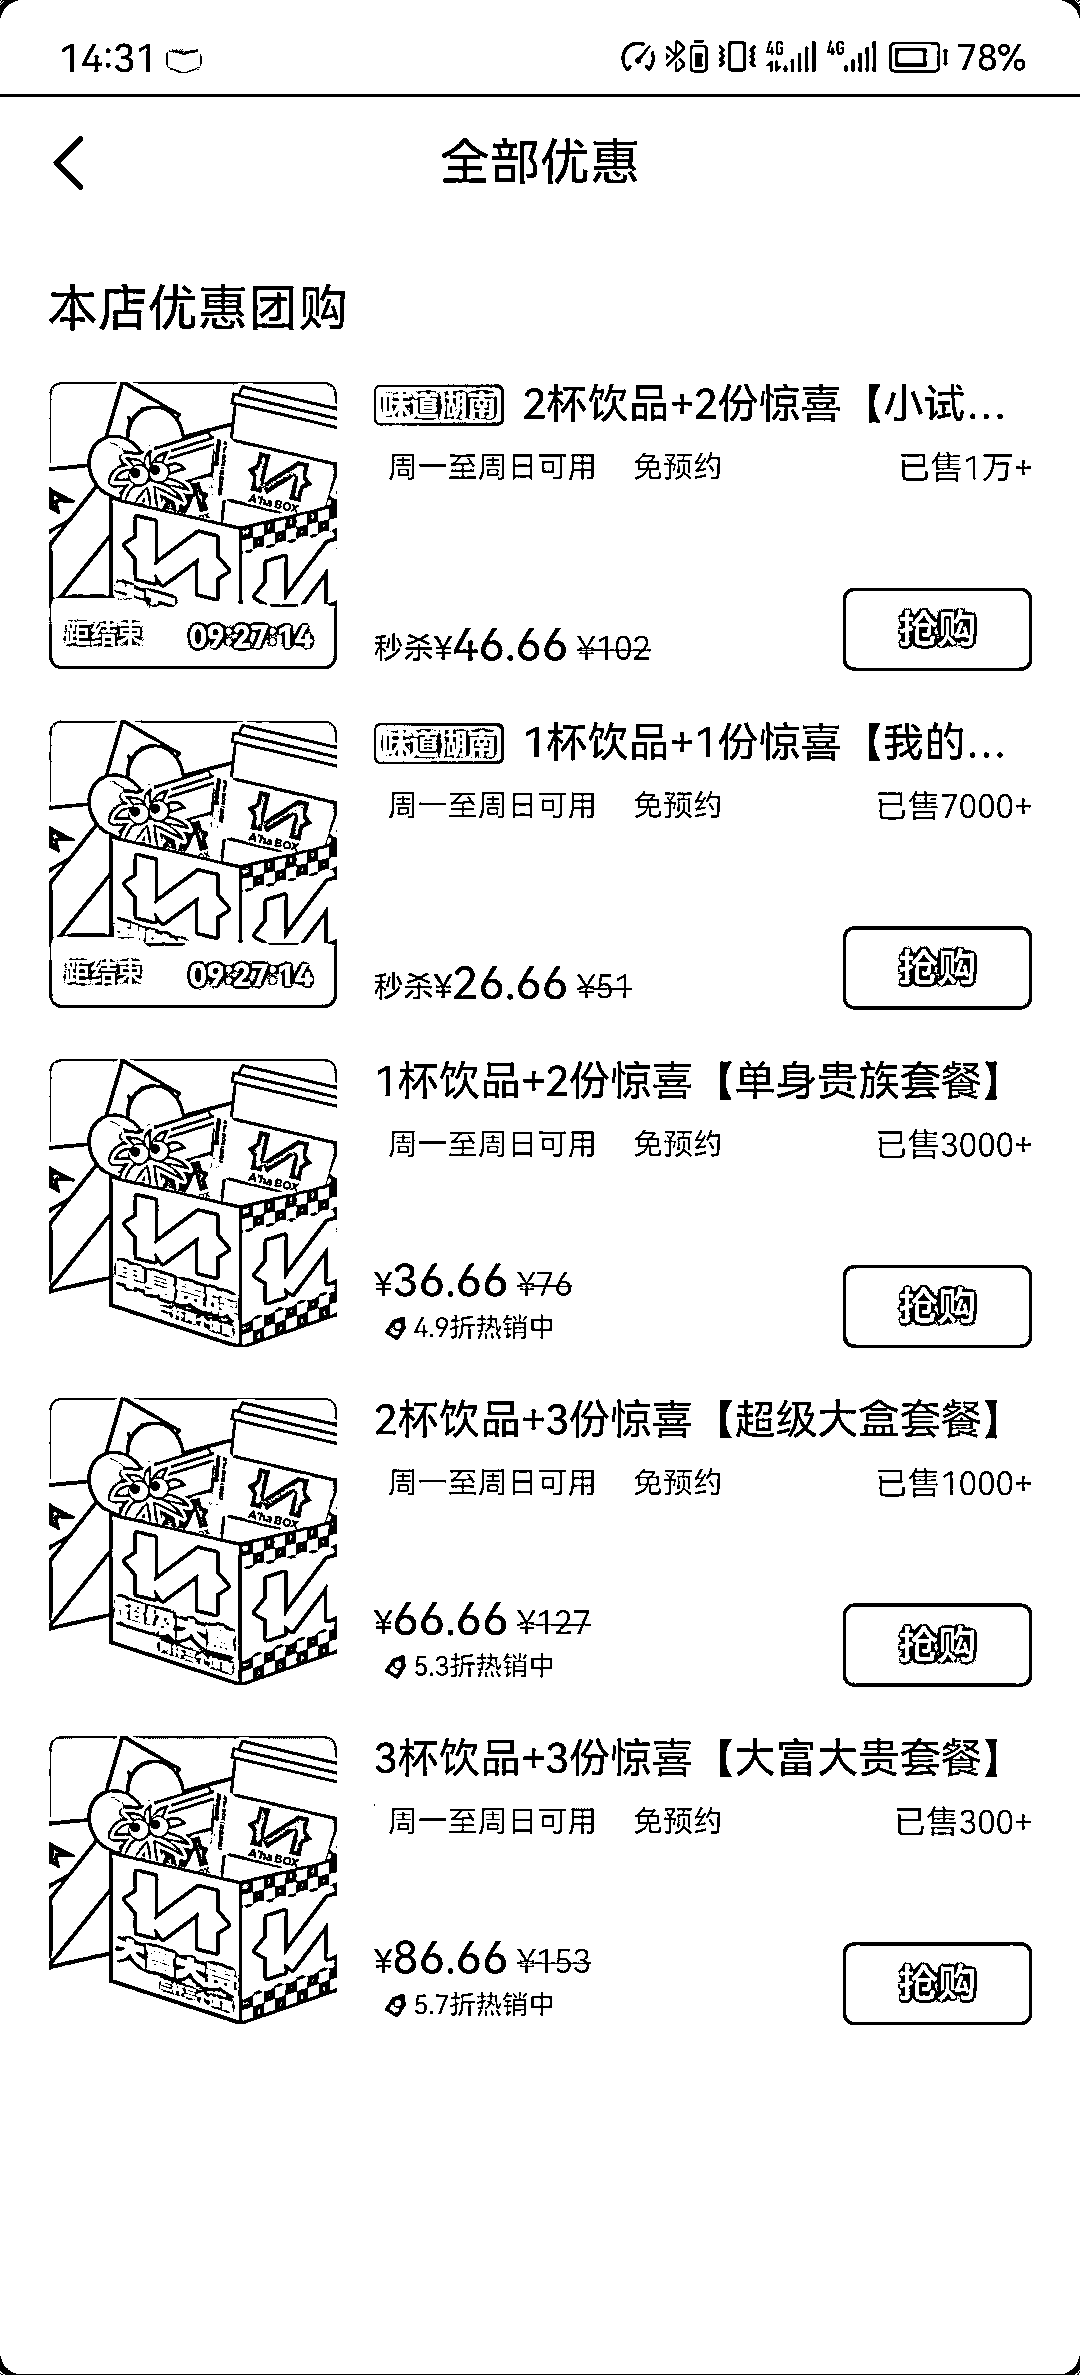 14:31
4G 4G 78%
全部优惠
本店优惠团购
味道湖南 2杯饮品+2份惊喜【小试...
周一至周日可用 免预约 已售1万+
A'ha BOX
距结束 09:27:14
秒杀¥46.66 ¥102
抢购
味道湖南 1杯饮品+1份惊喜【我的...
周一至周日可用 免预约 已售7000+
A'ha BOX
距结束 09:27:14
秒杀¥26.66 ¥51
抢购
1杯饮品+2份惊喜【单身贵族套餐】
周一至周日可用 免预约 已售3000+
A'ha BOX
单身贵族
¥36.66 ¥76
4.9折热销中
抢购
2杯饮品+3份惊喜【超级大盒套餐】
周一至周日可用 免预约 已售1000+
A'ha BOX
超级大盒
¥66.66 ¥127
5.3折热销中
抢购
3杯饮品+3份惊喜【大富大贵套餐】
周一至周日可用 免预约 已售300+
A'ha BOX
大富大贵
¥86.66 ¥153
5.7折热销中
抢购